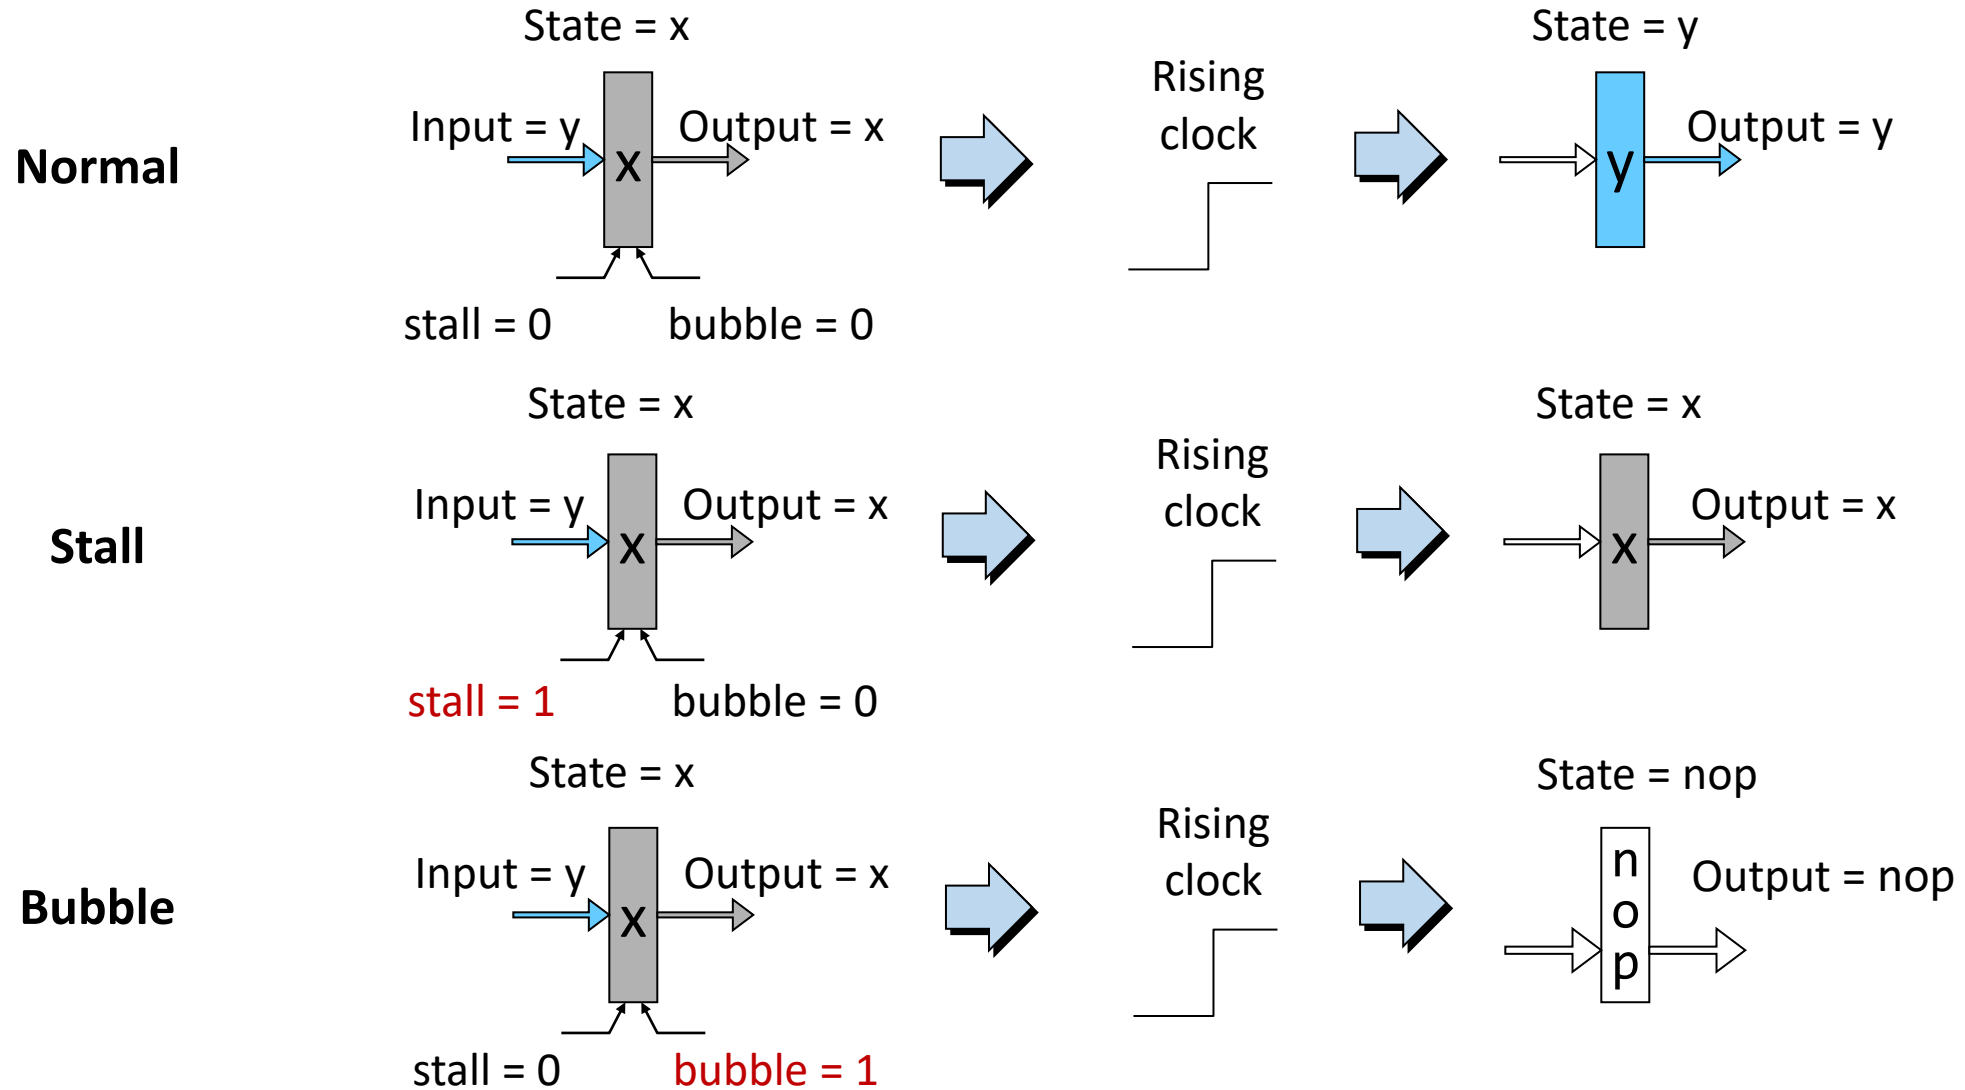 State = x
State = y
Normal
Input = y
x
Output = x
Rising
clock
y
Output = y
stall = 0
bubble = 0
State = x
State = x
Stall
Input = y
x
Output = x
Rising
clock
x
Output = x
stall = 1
bubble = 0
State = x
State = nop
Bubble
Input = y
x
Output = x
Rising
clock
n
o
p
Output = nop
stall = 0
bubble = 1